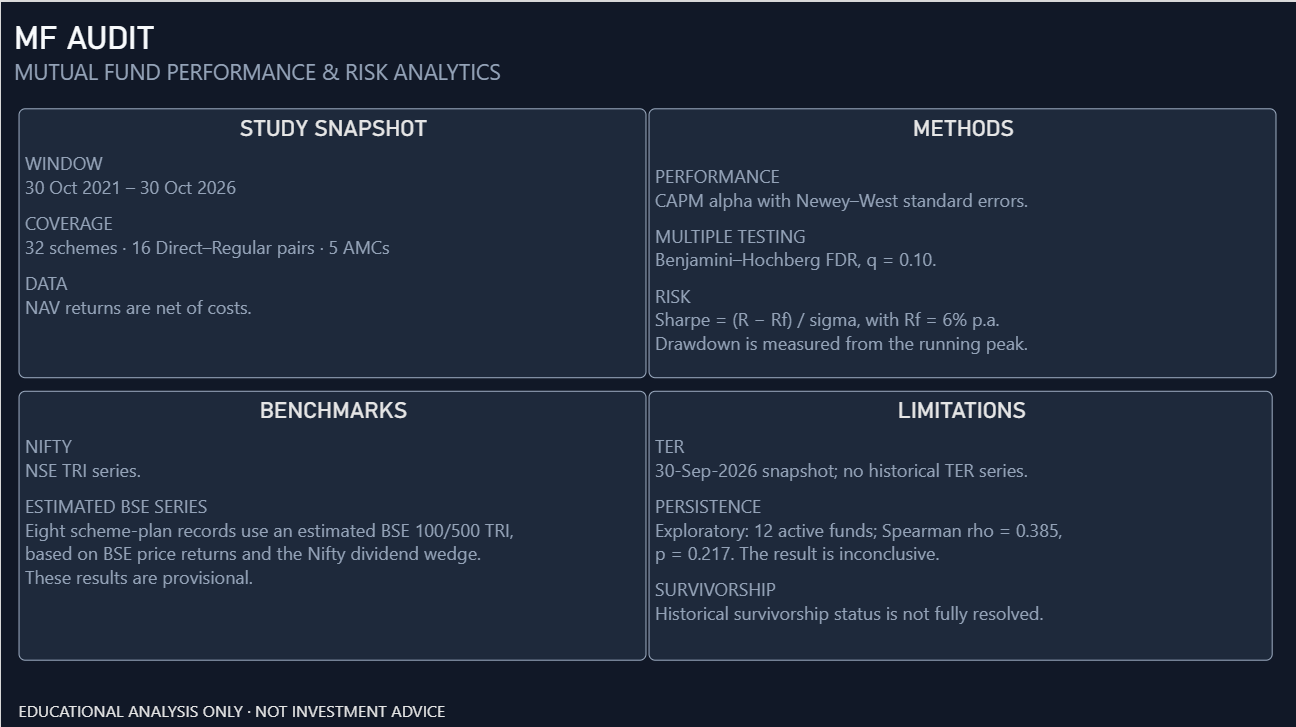 MF AUDIT
MUTUAL FUND PERFORMANCE & RISK ANALYTICS
STUDY SNAPSHOT
WINDOW
30 Oct 2021 – 30 Oct 2026
COVERAGE
32 schemes · 16 Direct–Regular pairs · 5 AMCs
DATA
NAV returns are net of costs.
METHODS
PERFORMANCE
CAPM alpha with Newey–West standard errors.
MULTIPLE TESTING
Benjamini–Hochberg FDR, q = 0.10.
RISK
Sharpe = (R − Rf) / sigma, with Rf = 6% p.a.
Drawdown is measured from the running peak.
BENCHMARKS
NIFTY
NSE TRI series.
ESTIMATED BSE SERIES
Eight scheme-plan records use an estimated BSE 100/500 TRI,
based on BSE price returns and the Nifty dividend wedge.
These results are provisional.
LIMITATIONS
TER
30-Sep-2026 snapshot; no historical TER series.
PERSISTENCE
Exploratory: 12 active funds; Spearman rho = 0.385,
p = 0.217. The result is inconclusive.
SURVIVORSHIP
Historical survivorship status is not fully resolved.
EDUCATIONAL ANALYSIS ONLY · NOT INVESTMENT ADVICE